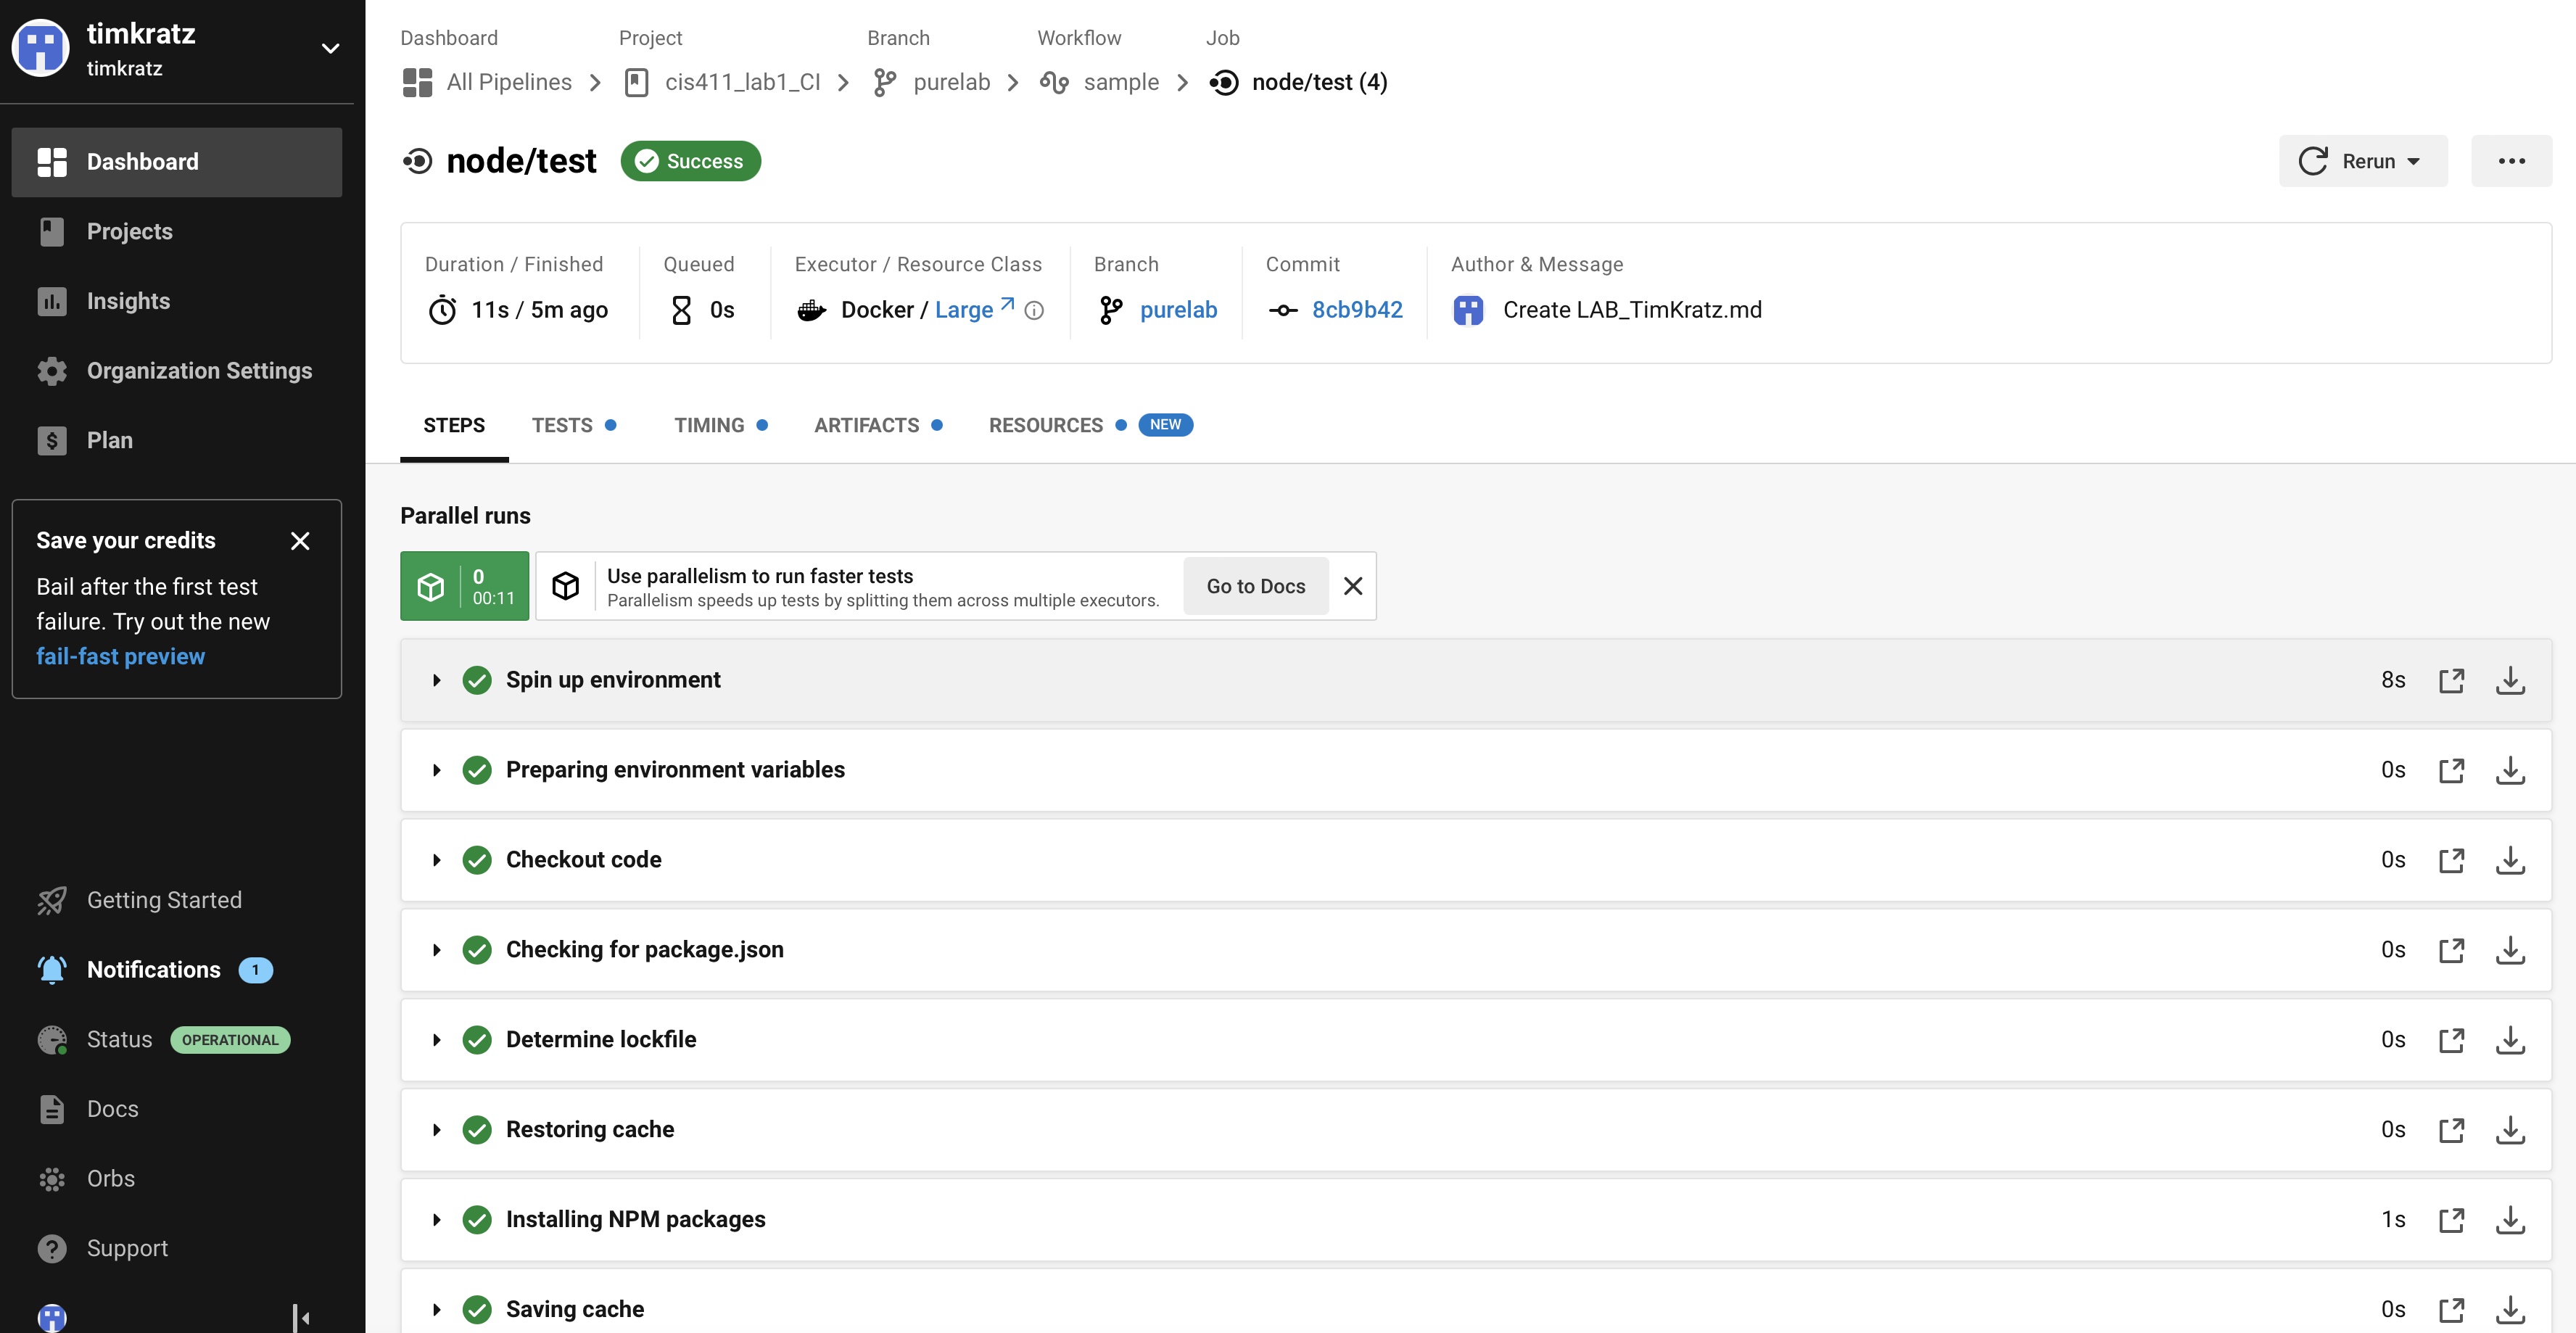 timkratz
timkratz
Dashboard
Projects
Insights
Organization Settings
Plan
Save your credits
Bail after the first test
failure. Try out the new
fail-fast preview
Getting Started
Notifications 1
Status OPERATIONAL
Docs
Orbs
Support
Dashboard Project Branch Workflow Job
All Pipelines cis411_lab1_CI purelab sample node/test (4)
node/test Success Rerun
Duration / Finished Queued Executor / Resource Class Branch Commit Author & Message
11s / 5m ago 0s Docker / Large purelab 8cb9b42 Create LAB_TimKratz.md
STEPS TESTS TIMING ARTIFACTS RESOURCES NEW
Parallel runs
0
00:11
Use parallelism to run faster tests
Parallelism speeds up tests by splitting them across multiple executors.
Go to Docs
Spin up environment 8s
Preparing environment variables 0s
Checkout code 0s
Checking for package.json 0s
Determine lockfile 0s
Restoring cache 0s
Installing NPM packages 1s
Saving cache 0s